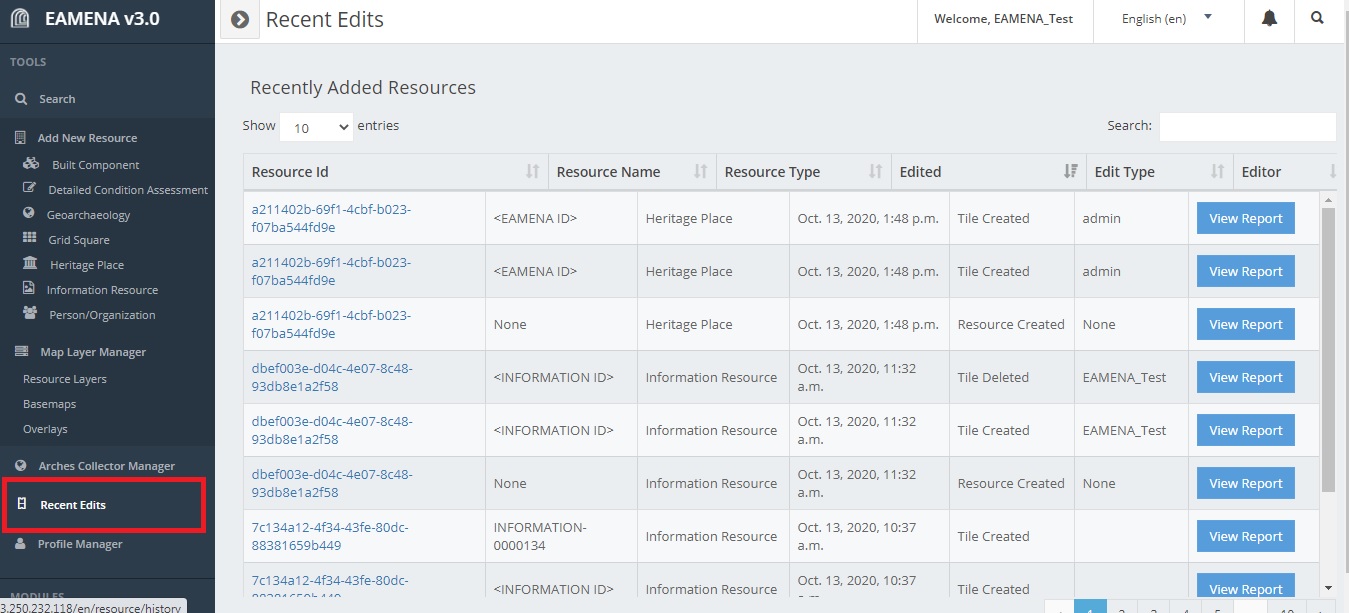 EAMENA v3.0
Recent Edits
Welcome, EAMENA_Test
English (en)
TOOLS
Search
Add New Resource
Built Component
Detailed Condition Assessment
Geoarchaeology
Grid Square
Heritage Place
Information Resource
Person/Organization
Map Layer Manager
Resource Layers
Basemaps
Overlays
Arches Collector Manager
Recent Edits
Profile Manager
MODULES
3.250.232.118/en/resource/history
Recently Added Resources
Show 10 entries
Search:
Resource Id Resource Name Resource Type Edited Edit Type Editor
a211402b-69f1-4cbf-b023-
f07ba544fd9e
<EAMENA ID> Heritage Place Oct. 13, 2020, 1:48 p.m. Tile Created admin View Report
a211402b-69f1-4cbf-b023-
f07ba544fd9e
<EAMENA ID> Heritage Place Oct. 13, 2020, 1:48 p.m. Tile Created admin View Report
a211402b-69f1-4cbf-b023-
f07ba544fd9e
None Heritage Place Oct. 13, 2020, 1:48 p.m. Resource Created None View Report
dbef003e-d04c-4e07-8c48-
93db8e1a2f58
<INFORMATION ID> Information Resource
Oct. 13, 2020, 11:32
a.m.
Tile Deleted EAMENA_Test View Report
dbef003e-d04c-4e07-8c48-
93db8e1a2f58
<INFORMATION ID> Information Resource
Oct. 13, 2020, 11:32
a.m.
Tile Created EAMENA_Test View Report
dbef003e-d04c-4e07-8c48-
93db8e1a2f58
None Information Resource
Oct. 13, 2020, 11:32
a.m.
Resource Created None View Report
7c134a12-4f34-43fe-80dc-
88381659b449
INFORMATION-
0000134
Information Resource
Oct. 13, 2020, 10:37
a.m.
Tile Created View Report
7c134a12-4f34-43fe-80dc-
88381659b449
<INFORMATION ID> Information Resource
Oct. 13, 2020, 10:37
a.m.
Tile Created View Report
1 2 3 4 5 10